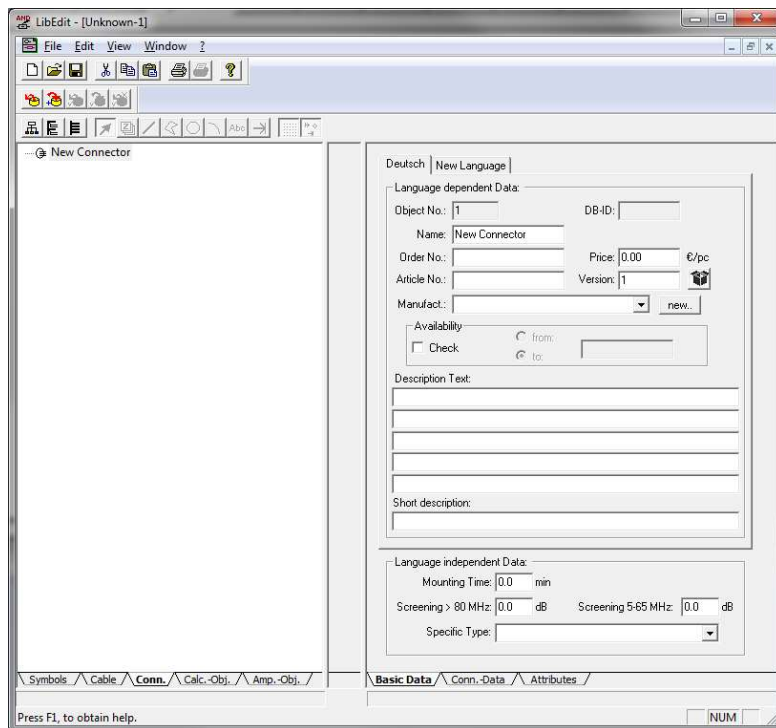 AMP
LibEdit - [Unknown-1]
File Edit View Window ?
Abc
New Connector
Deutsch New Language
Language dependent Data:
Object No.: 1 DB-ID:
Name: New Connector
Order No.: Price: 0.00 €/pc
Article No.: Version: 1
Manufact.: new..
Availability
Check from:
to:
Description Text:
Short description:
Language independent Data:
Mounting Time: 0.0 min
Screening > 80 MHz: 0.0 dB Screening 5-65 MHz: 0.0 dB
Specific Type:
Symbols Cable Conn. Calc.-Obj. Amp.-Obj. Basic Data Conn.-Data Attributes
Press F1, to obtain help. NUM